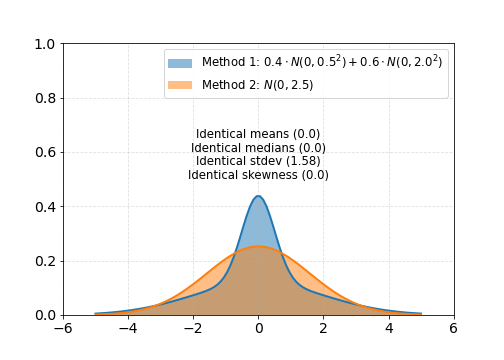 1.0
0.8
0.6
0.4
0.2
0.0
Method 1: 0.4 · N(0, 0.5²) + 0.6 · N(0, 2.0²)
Method 2: N(0, 2.5)
Identical means (0.0)
Identical medians (0.0)
Identical stdev (1.58)
Identical skewness (0.0)
−6 −4 −2 0 2 4 6